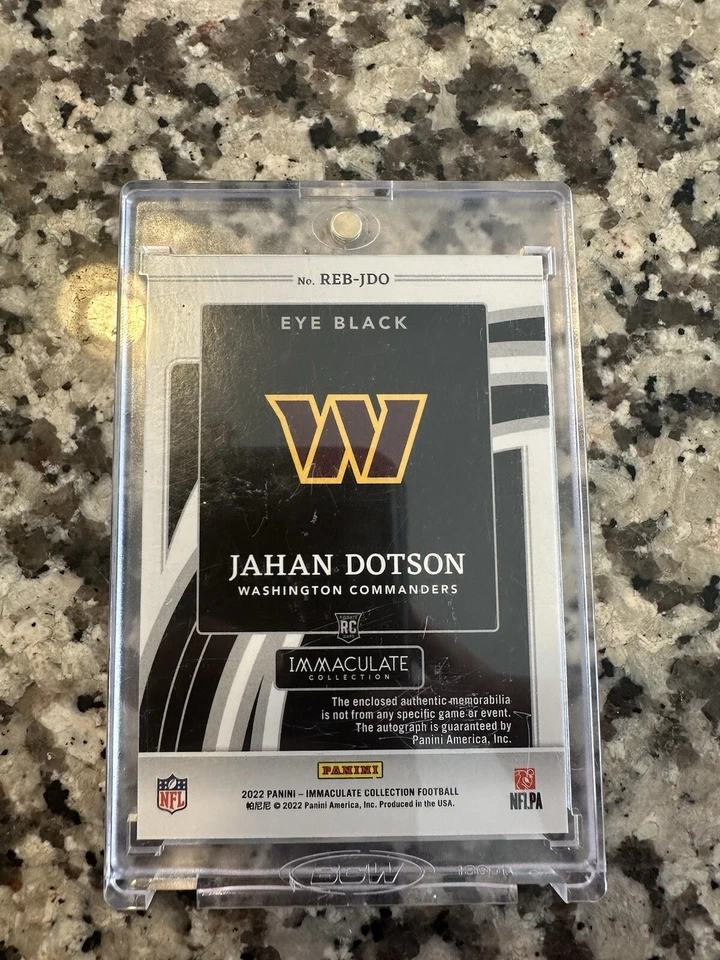 No. REB-JDO
EYE BLACK
W
JAHAN DOTSON
WASHINGTON COMMANDERS
RC
IMMACULATE
COLLECTION
The enclosed authentic memorabilia
is not from any specific game or event.
The autograph is guaranteed by
Panini America, Inc.
PANINI
NFL
2022 PANINI – IMMACULATE COLLECTION FOOTBALL
帕尼尼 © 2022 Panini America, Inc. Produced in the USA.
NFLPA
BCW